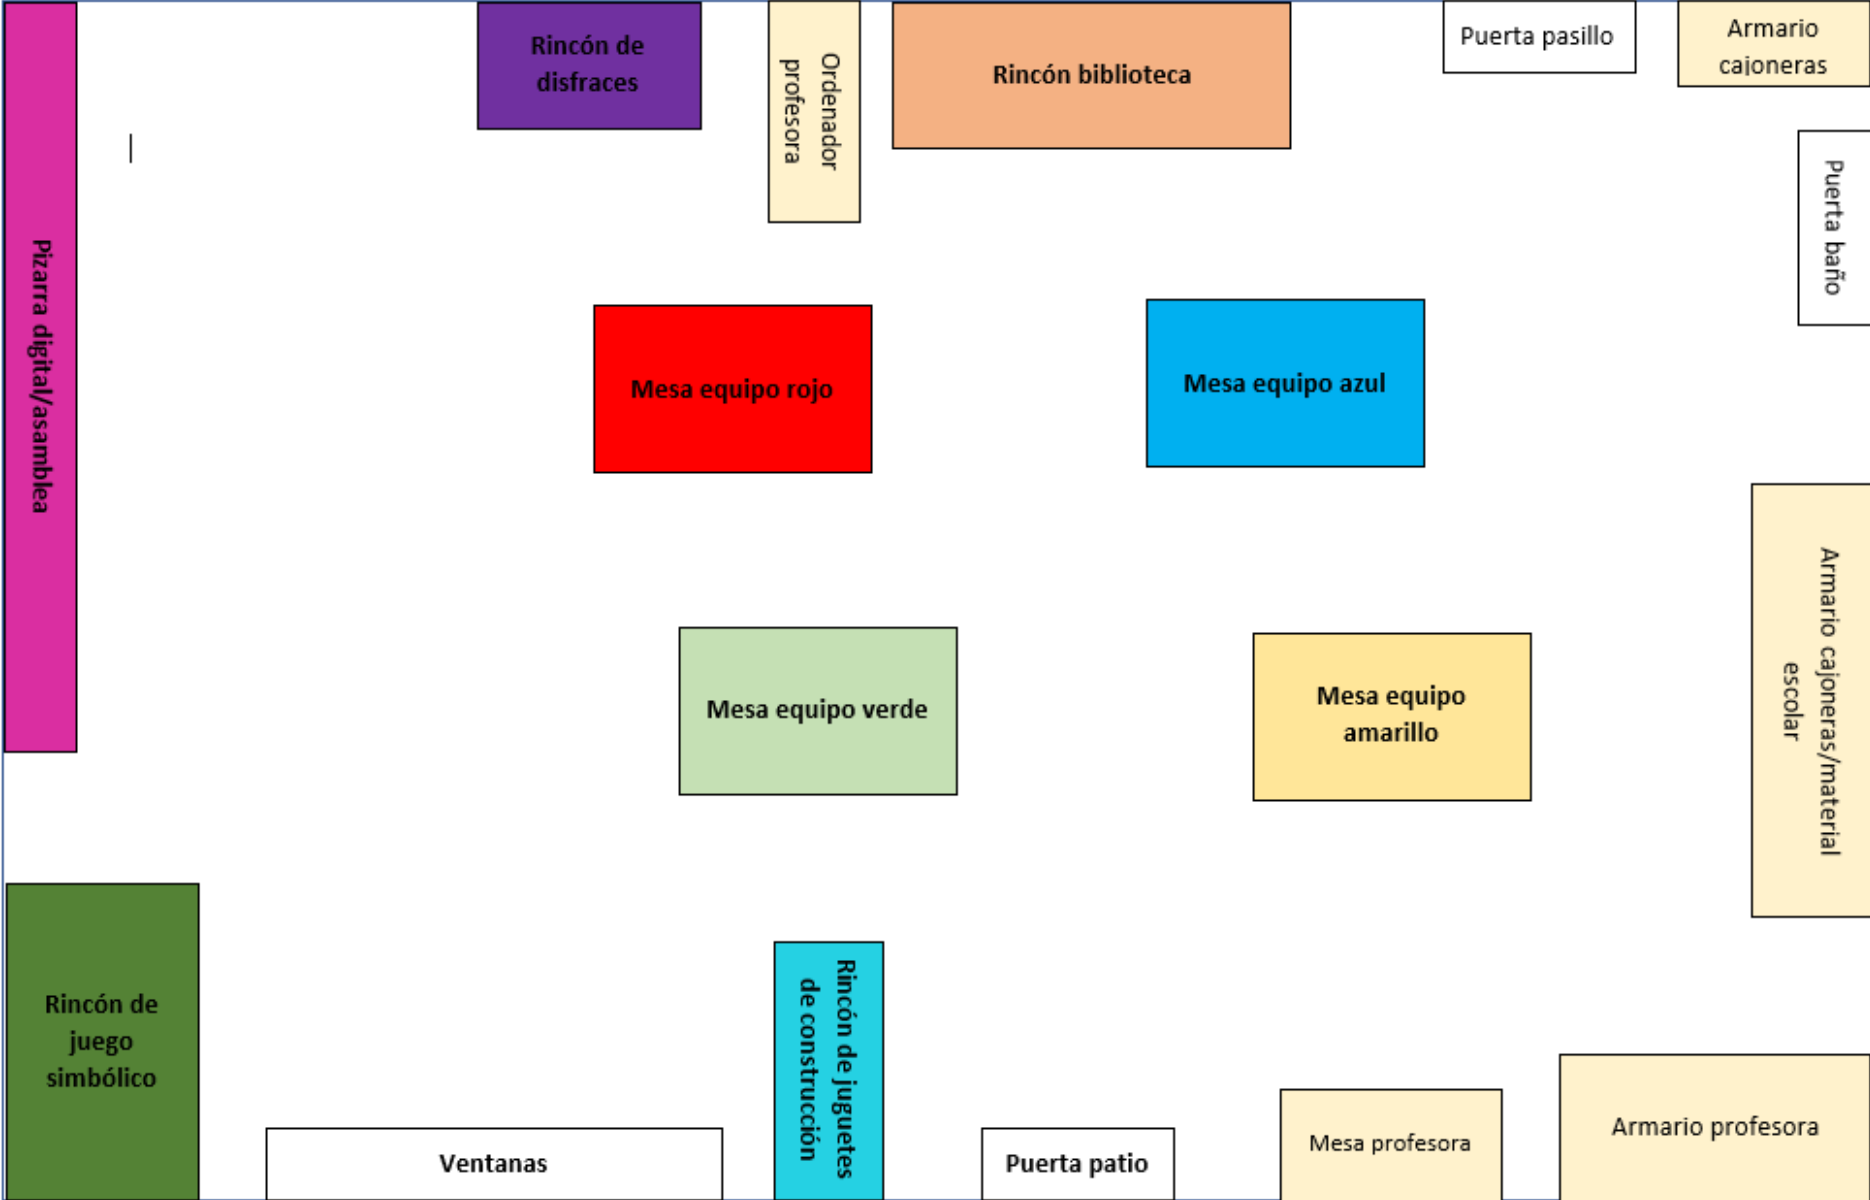 Rincón de
disfraces
Ordenador
profesora
Rincón biblioteca
Puerta pasillo
Armario
cajoneras
Puerta baño
Pizarra digital/asamblea
Mesa equipo rojo
Mesa equipo azul
Armario cajoneras/material
escolar
Mesa equipo verde
Mesa equipo
amarillo
Rincón de
juego
simbólico
Ventanas
Rincón de juguetes
de construcción
Puerta patio
Mesa profesora
Armario profesora